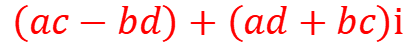 (ac − bd) + (ad + bc)i